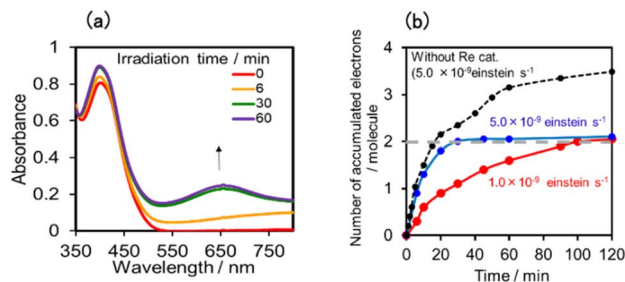 (a)
Irradiation time / min
0
6
30
60
Absorbance
1
0.8
0.6
0.4
0.2
0
350 450 550 650 750
Wavelength / nm
(b)
Without Re cat.
(5.0 ×10-9einstein s-1
5.0×10-9 einstein s-1
1.0×10-9 einstein s-1
Number of accumulated electrons
/ molecule
4
3
2
1
0
0 20 40 60 80 100 120
Time / min